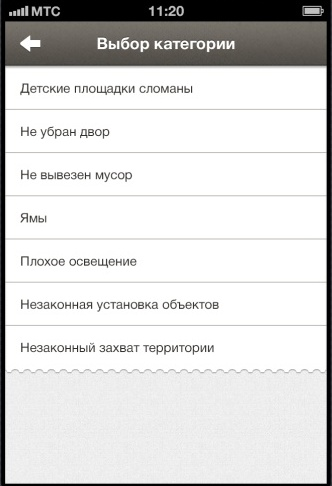 МТС 11:20
Выбор категории
Детские площадки сломаны
Не убран двор
Не вывезен мусор
Ямы
Плохое освещение
Незаконная установка объектов
Незаконный захват территории